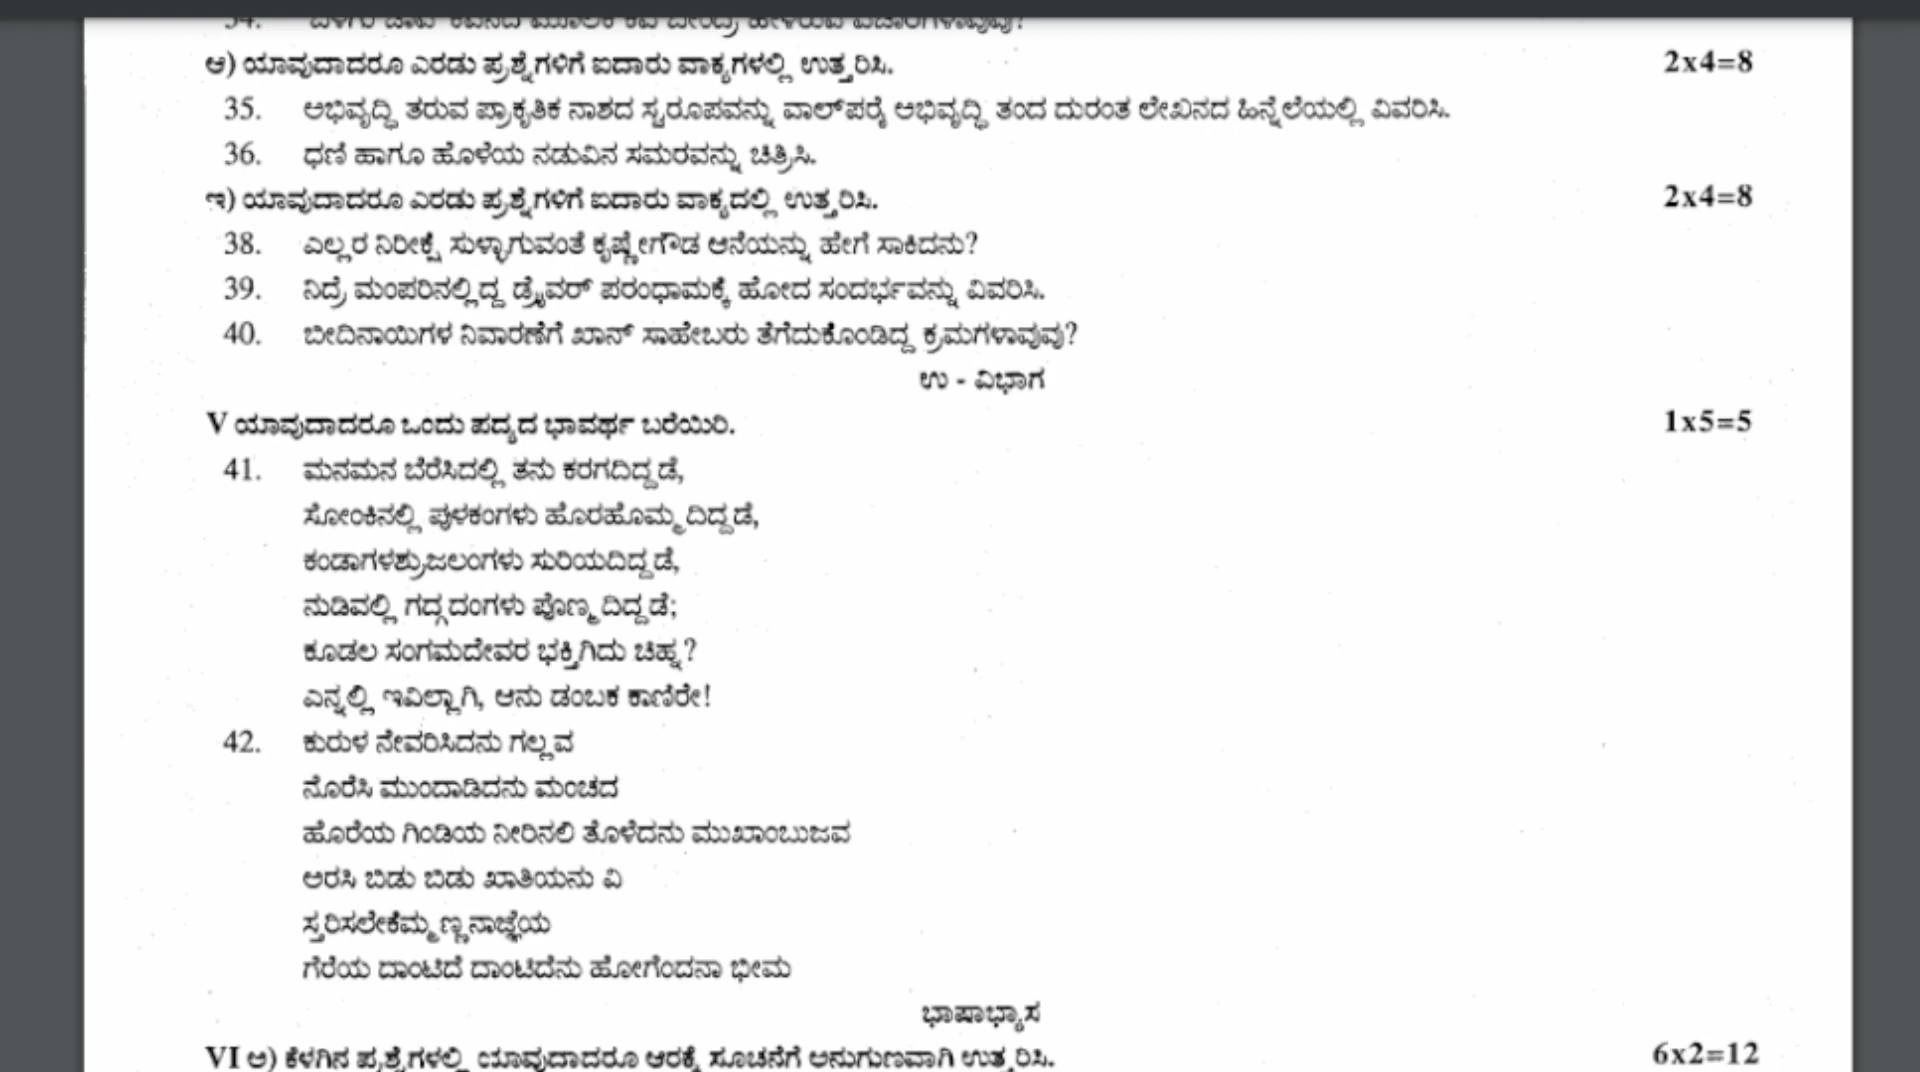 ಆ) ಯಾವುದಾದರೂ ಎರಡು ಪ್ರಶ್ನೆಗಳಿಗೆ ಐದಾರು ವಾಕ್ಯಗಳಲ್ಲಿ ಉತ್ತರಿಸಿ. 2x4=8
35. ಅಭಿವೃದ್ಧಿ ತರುವ ಪ್ರಾಕೃತಿಕ ನಾಶದ ಸ್ವರೂಪವನ್ನು ವಾಲ್‌ಪರೈ ಅಭಿವೃದ್ಧಿ ತಂದ ದುರಂತ ಲೇಖನದ ಹಿನ್ನೆಲೆಯಲ್ಲಿ ವಿವರಿಸಿ.
36. ಧಣಿ ಹಾಗೂ ಹೊಳೆಯ ನಡುವಿನ ಸಮರವನ್ನು ಚಿತ್ರಿಸಿ.
ಇ) ಯಾವುದಾದರೂ ಎರಡು ಪ್ರಶ್ನೆಗಳಿಗೆ ಐದಾರು ವಾಕ್ಯದಲ್ಲಿ ಉತ್ತರಿಸಿ. 2x4=8
38. ಎಲ್ಲರ ನಿರೀಕ್ಷೆ ಸುಳ್ಳಾಗುವಂತೆ ಕೃಷ್ಣೇಗೌಡ ಆನೆಯನ್ನು ಹೇಗೆ ಸಾಕಿದನು?
39. ನಿದ್ರೆ ಮಂಪರಿನಲ್ಲಿದ್ದ ಡ್ರೈವರ್ ಪರಂಧಾಮಕ್ಕೆ ಹೋದ ಸಂದರ್ಭವನ್ನು ವಿವರಿಸಿ.
40. ಬೀದಿನಾಯಿಗಳ ನಿವಾರಣೆಗೆ ಖಾನ್ ಸಾಹೇಬರು ತೆಗೆದುಕೊಂಡಿದ್ದ ಕ್ರಮಗಳಾವುವು?
ಉ - ವಿಭಾಗ
V ಯಾವುದಾದರೂ ಒಂದು ಪದ್ಯದ ಭಾವರ್ಥ ಬರೆಯಿರಿ. 1x5=5
41. ಮನಮನ ಬೆರೆಸಿದಲ್ಲಿ ತನು ಕರಗದಿದ್ದಡೆ,
ಸೋಂಕಿನಲ್ಲಿ ಪುಳಕಂಗಳು ಹೊರಹೊಮ್ಮದಿದ್ದಡೆ,
ಕಂಡಾಗಳಶ್ರುಜಲಂಗಳು ಸುರಿಯದಿದ್ದಡೆ,
ನುಡಿವಲ್ಲಿ ಗದ್ಗದಂಗಳು ಪೊಣ್ಮದಿದ್ದಡೆ;
ಕೂಡಲ ಸಂಗಮದೇವರ ಭಕ್ತಿಗಿದು ಚಿಹ್ನ?
ಎನ್ನಲ್ಲಿ ಇವಿಲ್ಲಾಗಿ, ಆನು ಡಂಬಕ ಕಾಣಿರೇ!
42. ಕುರುಳ ನೇವರಿಸಿದನು ಗಲ್ಲವ
ನೊರೆಸಿ ಮುಂದಾಡಿದನು ಮಂಚದ
ಹೊರೆಯ ಗಿಂಡಿಯ ನೀರಿನಲಿ ತೊಳೆದನು ಮುಖಾಂಬುಜವ
ಅರಸಿ ಬಿಡು ಬಿಡು ಖಾತಿಯನು ವಿ
ಸ್ತರಿಸಲೇಕೆಮ್ಮಣ್ಣನಾಜ್ಞೆಯ
ಗೆರೆಯ ದಾಂಟಿದೆ ದಾಂಟಿದೆನು ಹೋಗೆಂದನಾ ಭೀಮ
ಭಾಷಾಭ್ಯಾಸ
VI ಅ) ಕೆಳಗಿನ ಪ್ರಶ್ನೆಗಳಲ್ಲಿ ಯಾವುದಾದರೂ ಆರಕ್ಕೆ ಸೂಚನೆಗೆ ಅನುಗುಣವಾಗಿ ಉತ್ತರಿಸಿ. 6x2=12